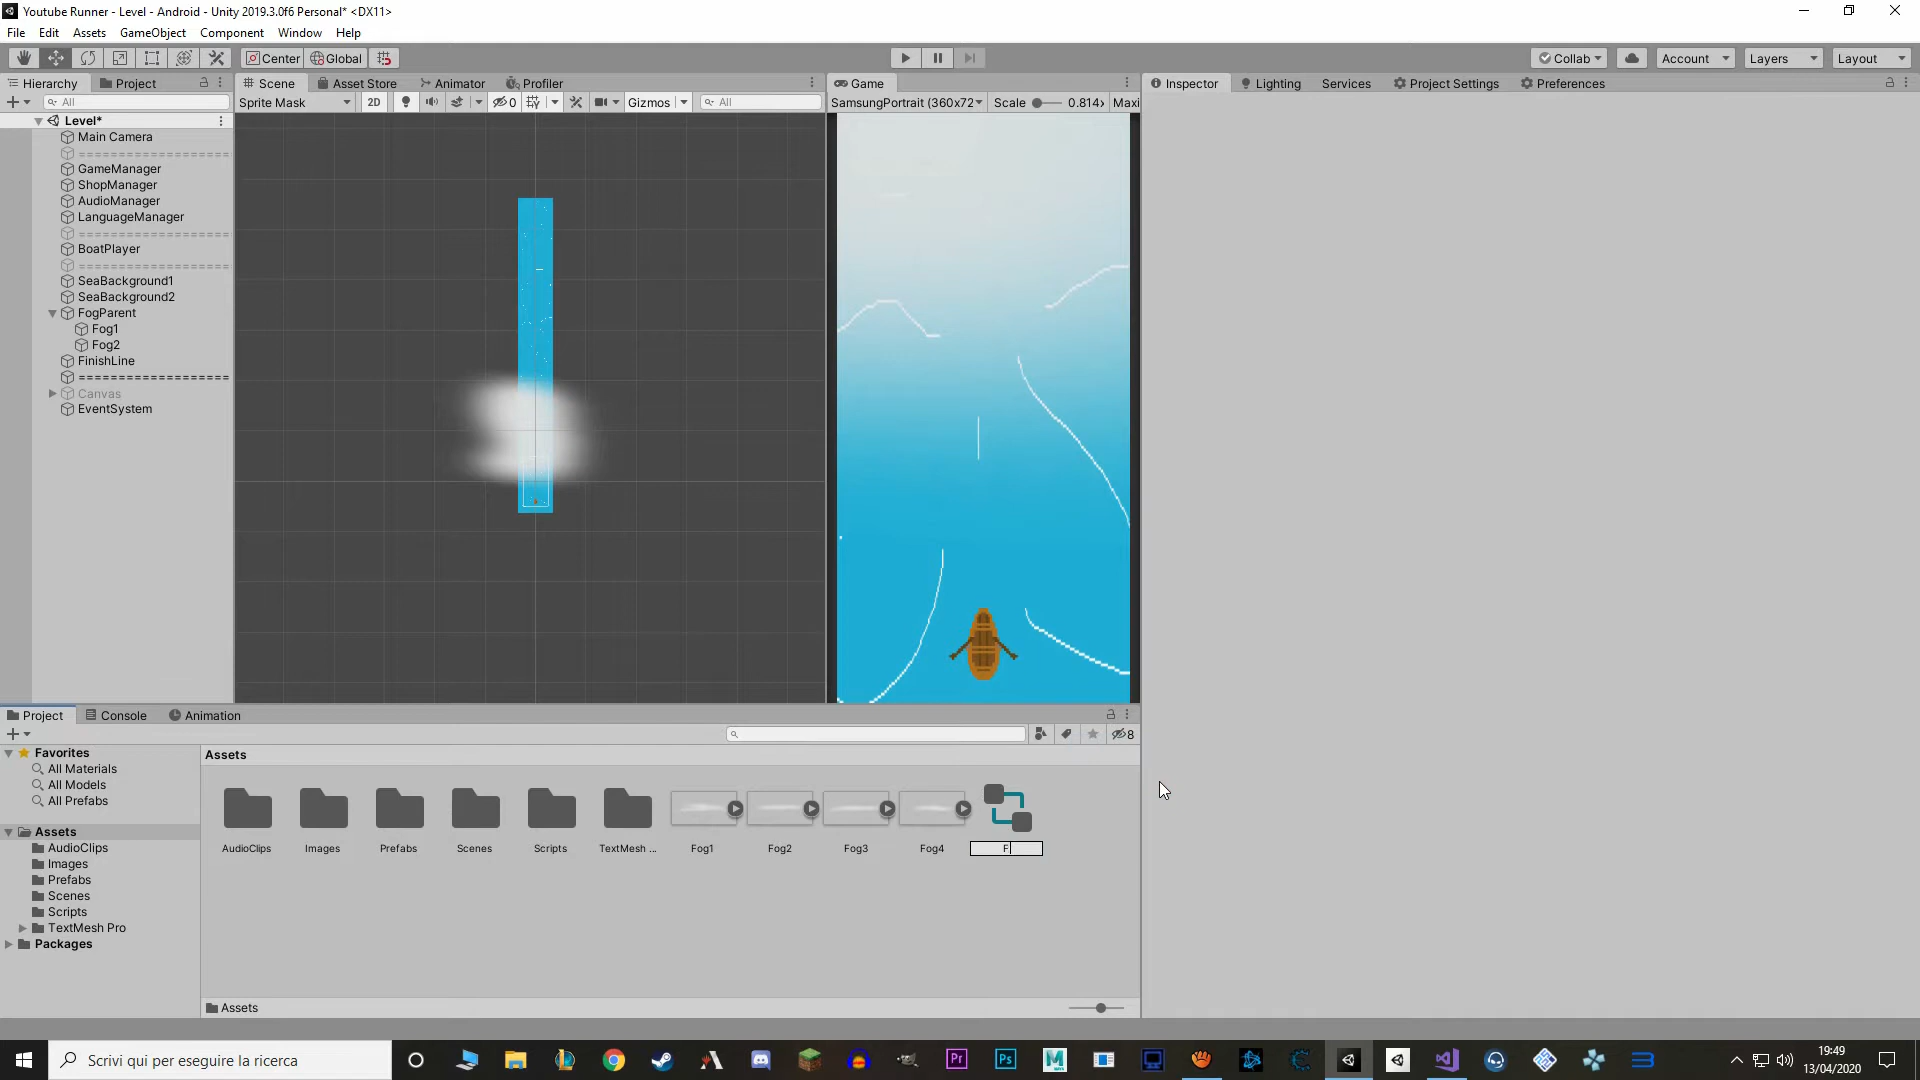 Youtube Runner - Level - Android - Unity 2019.3.0f6 Personal* <DX11>
File Edit Assets GameObject Component Window Help
Center Global Collab Account Layers Layout
Hierarchy Project Scene Asset Store Animator Profiler Game Inspector Lighting Services Project Settings Preferences
All Sprite Mask 2D 0 Gizmos All SamsungPortrait (360x72 Scale 0.814x Maxi
Level*
Main Camera
===================
GameManager
ShopManager
AudioManager
LanguageManager
===================
BoatPlayer
===================
SeaBackground1
SeaBackground2
FogParent
Fog1
Fog2
FinishLine
===================
Canvas
EventSystem
Project Console Animation
8
Favorites
All Materials
All Models
All Prefabs
Assets
AudioClips
Images
Prefabs
Scenes
Scripts
TextMesh Pro
Packages
Assets
AudioClips Images Prefabs Scenes Scripts TextMesh ... Fog1 Fog2 Fog3 Fog4 F
Assets
Scrivi qui per eseguire la ricerca
Pr Ps M
19:49
13/04/2020